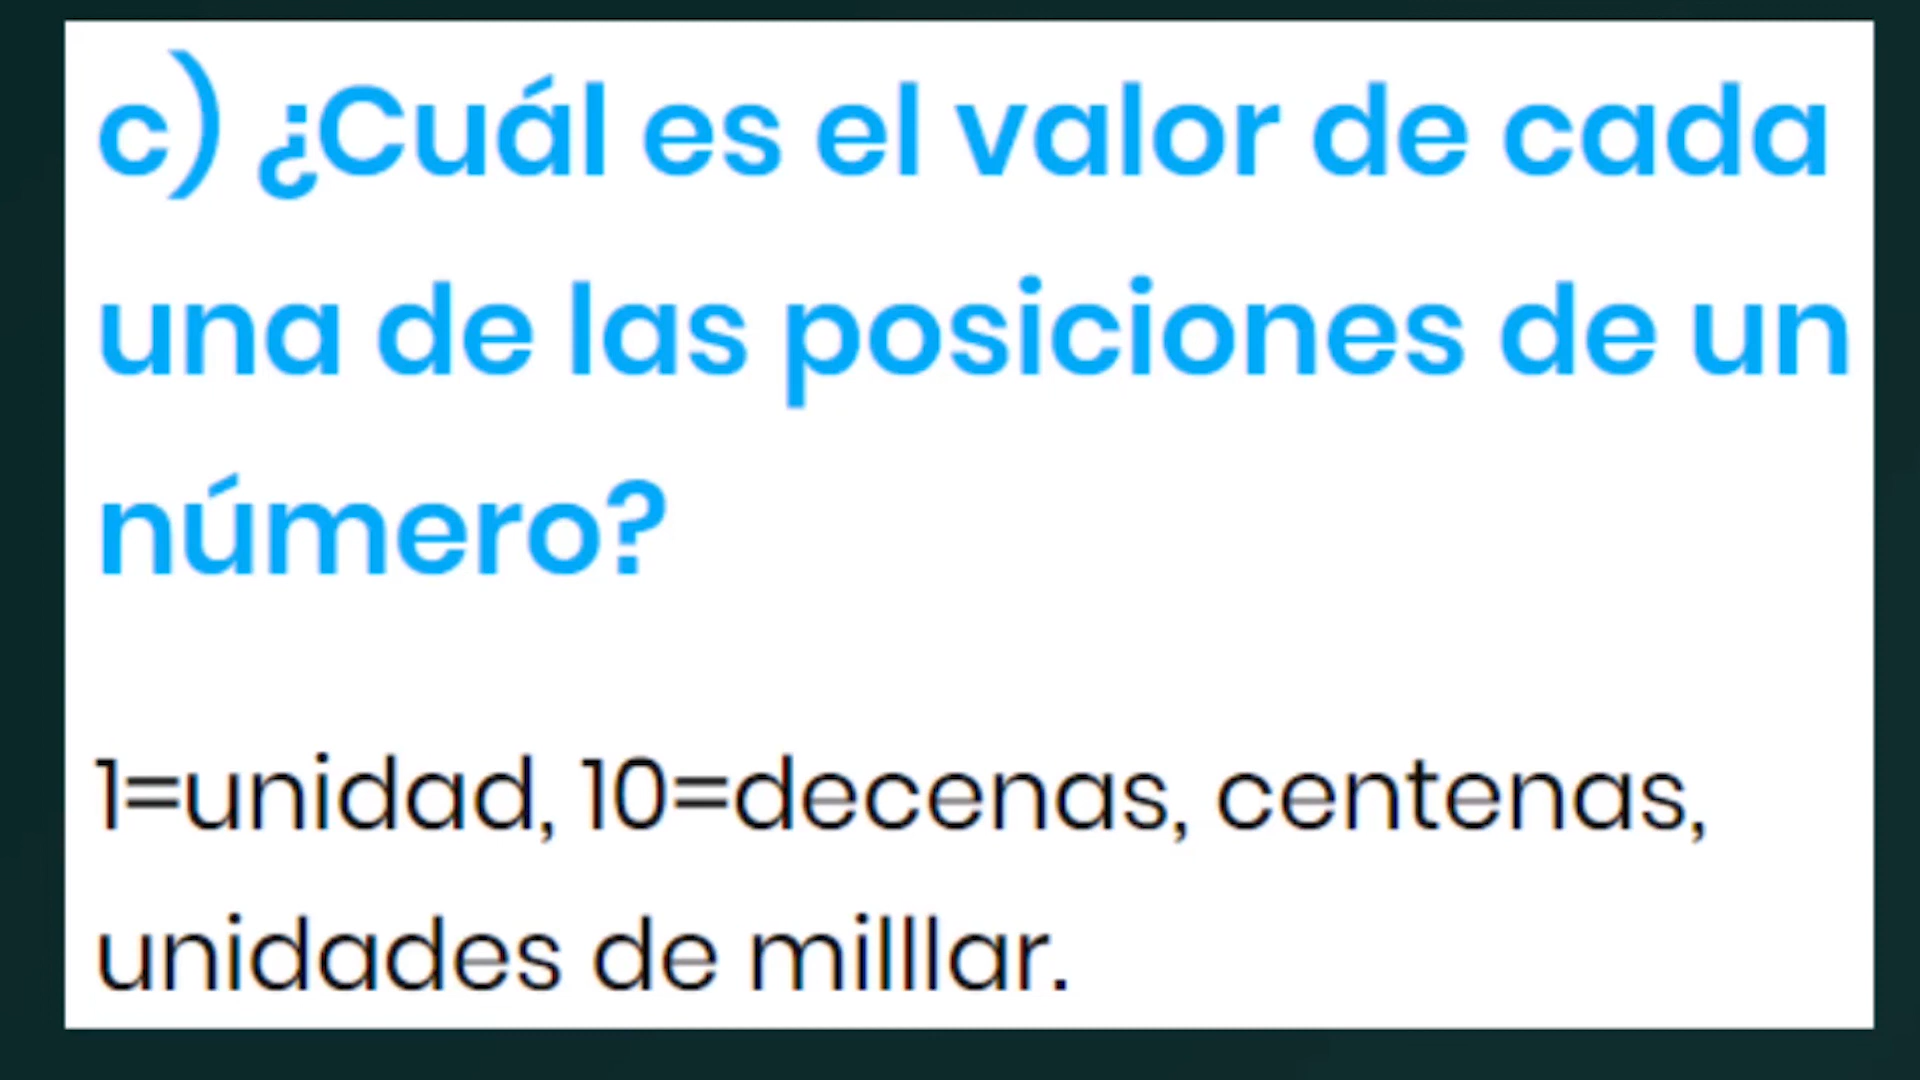 c) ¿Cuál es el valor de cada
una de las posiciones de un
número?
1=unidad, 10=decenas, centenas,
unidades de milllar.